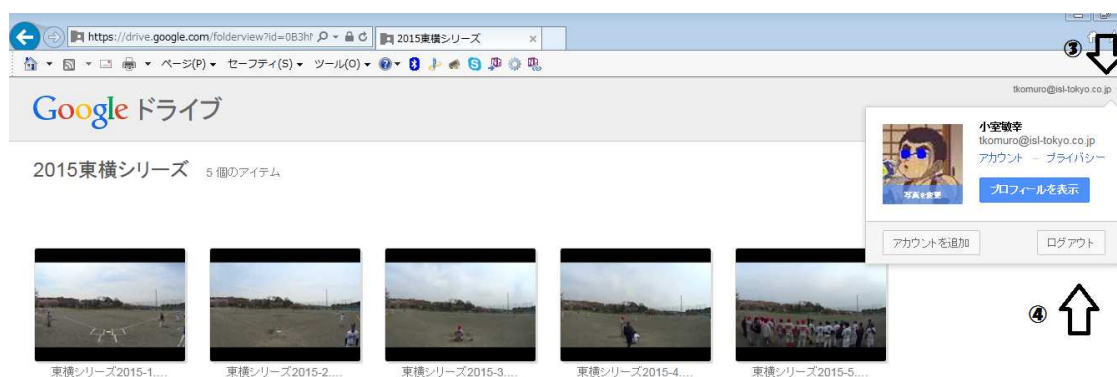 https://drive.google.com/folderview?id=0B3hh
2015東横シリーズ ×
③
ページ(P) セーフティ(S) ツール(O)
tkomuro@isl-tokyo.co.jp
Google ドライブ
小室敏幸
tkomuro@isl-tokyo.co.jp
アカウント – プライバシー
プロフィールを表示
写真を変更
2015東横シリーズ 5 個のアイテム
アカウントを追加 ログアウト
④
東横シリーズ2015-1.... 東横シリーズ2015-2.... 東横シリーズ2015-3.... 東横シリーズ2015-4.... 東横シリーズ2015-5....